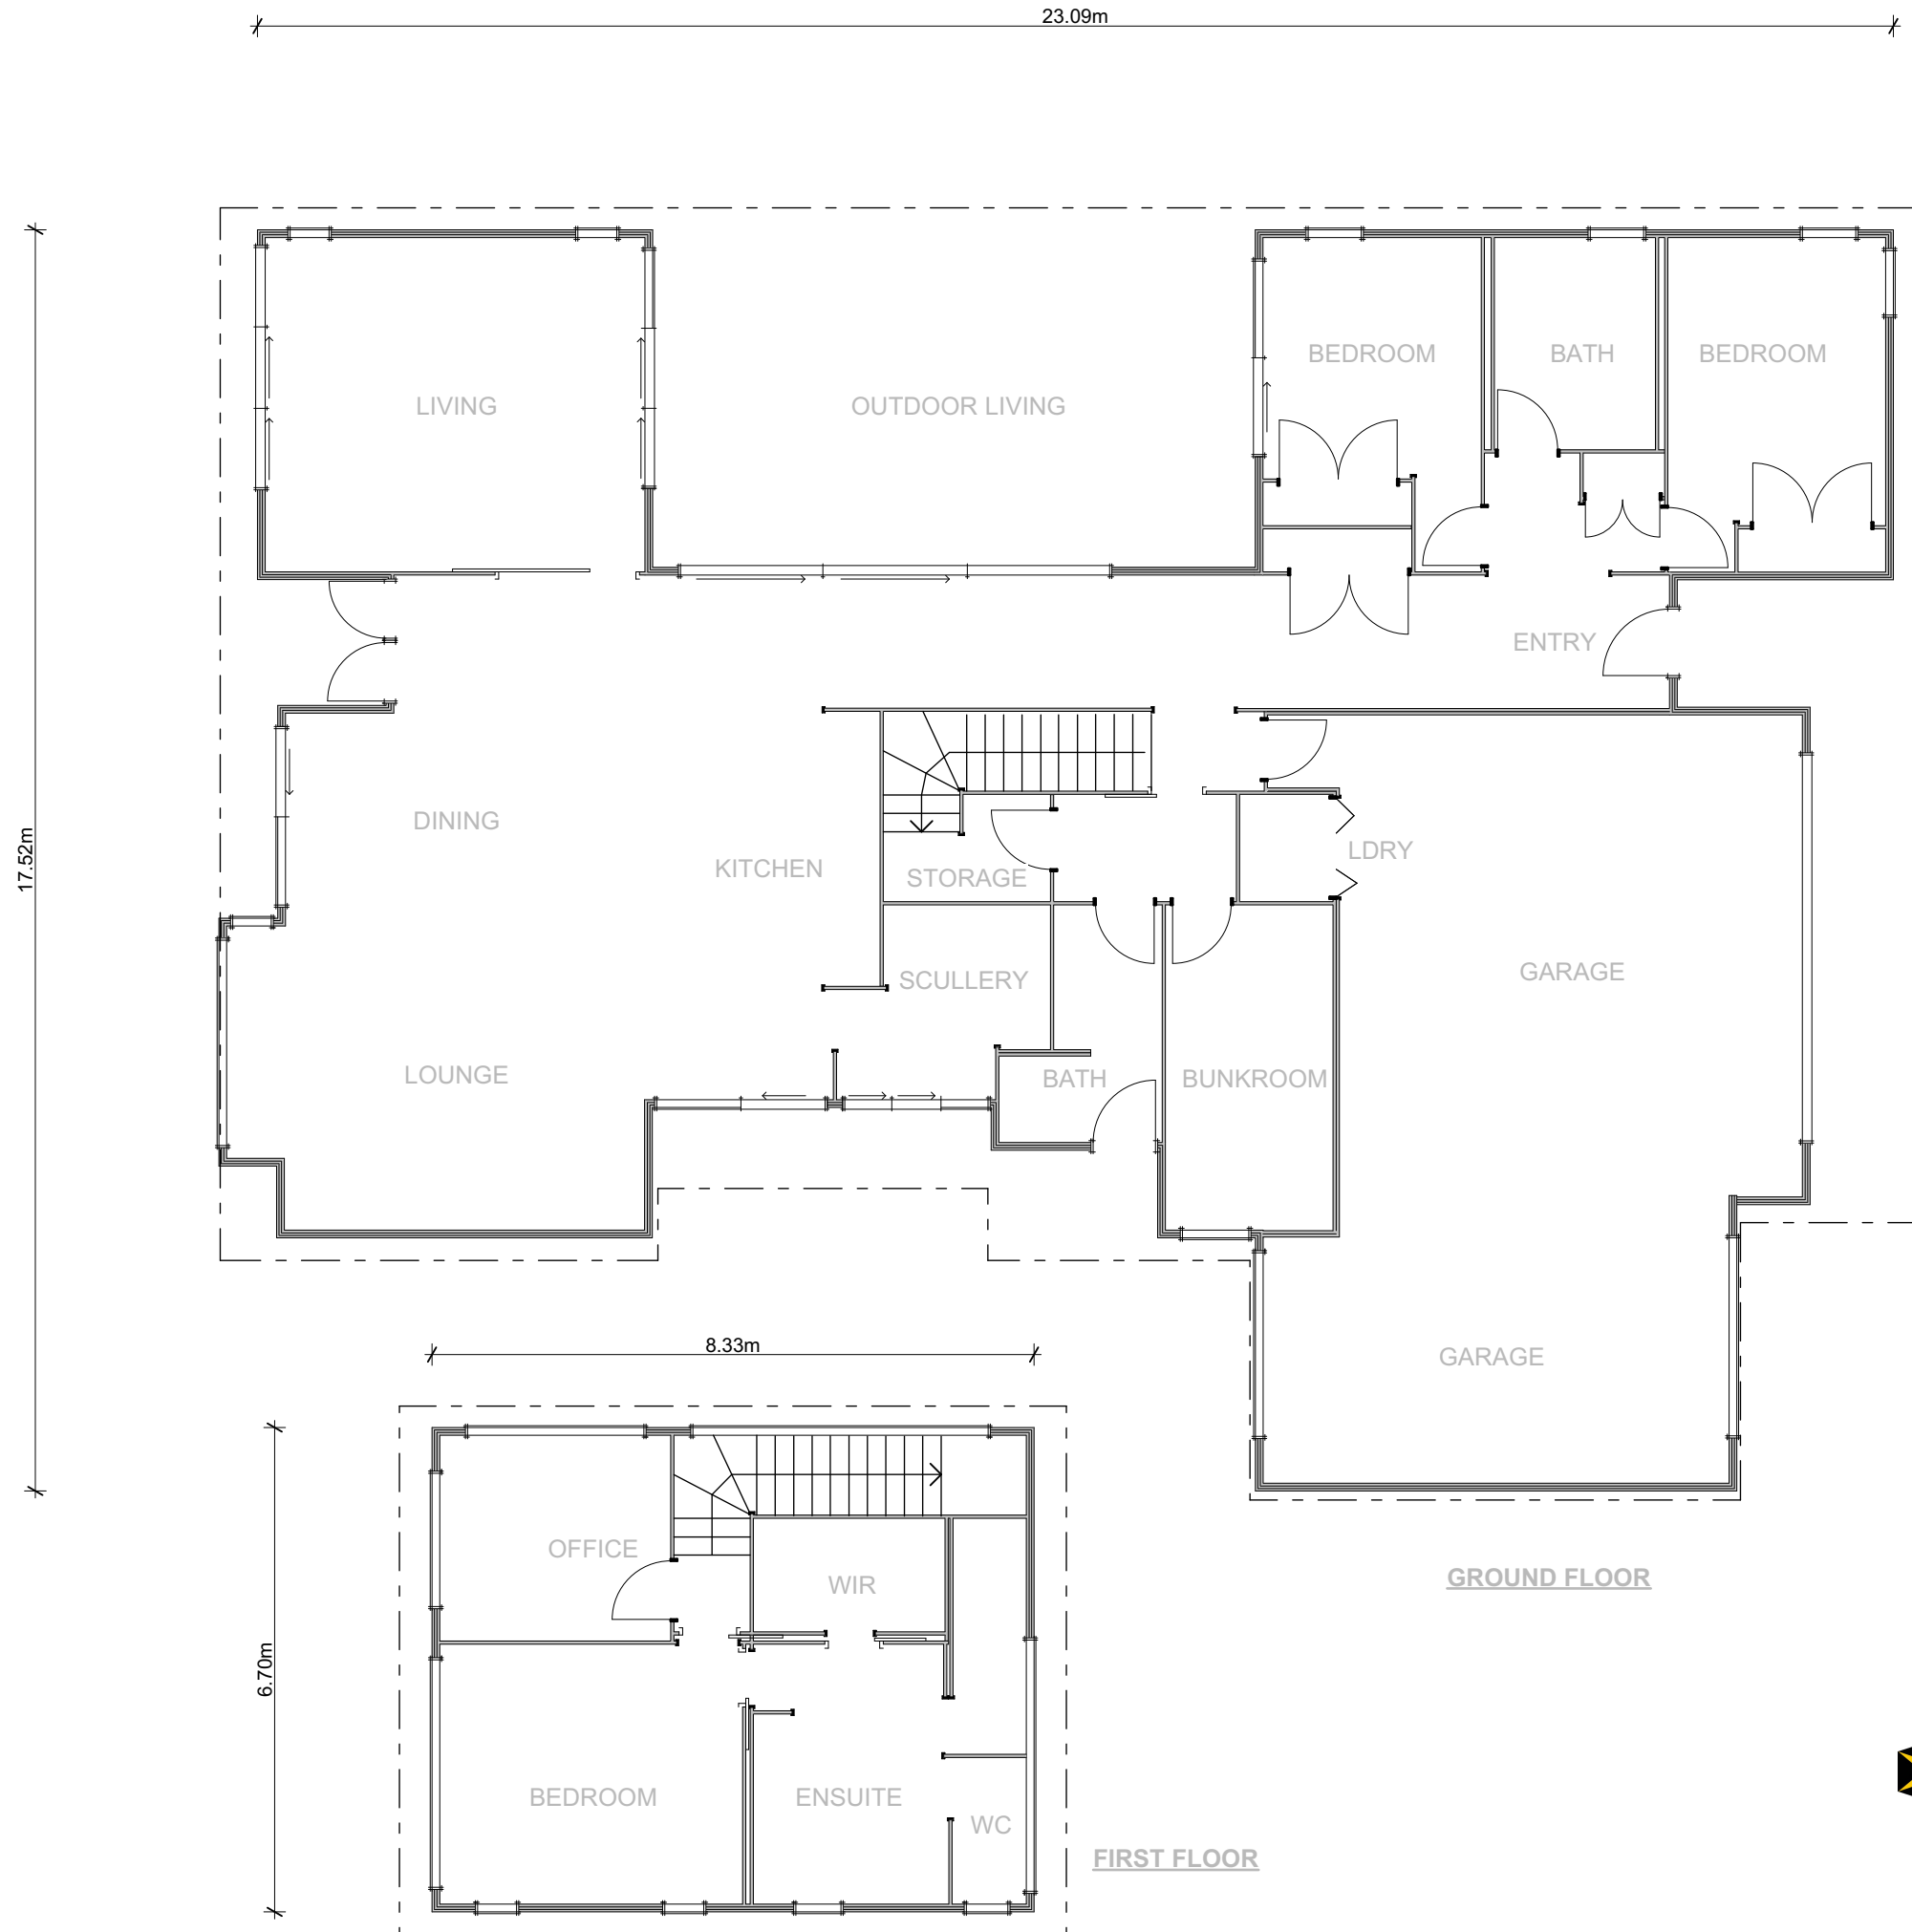 23.09m
BEDROOM
BATH
BEDROOM
LIVING
OUTDOOR LIVING
ENTRY
17.52m
DINING
KITCHEN
STORAGE
LDRY
SCULLERY
GARAGE
LOUNGE
BATH
BUNKROOM
8.33m
GARAGE
OFFICE
WIR
GROUND FLOOR
6.70m
BEDROOM
ENSUITE
WC
FIRST FLOOR